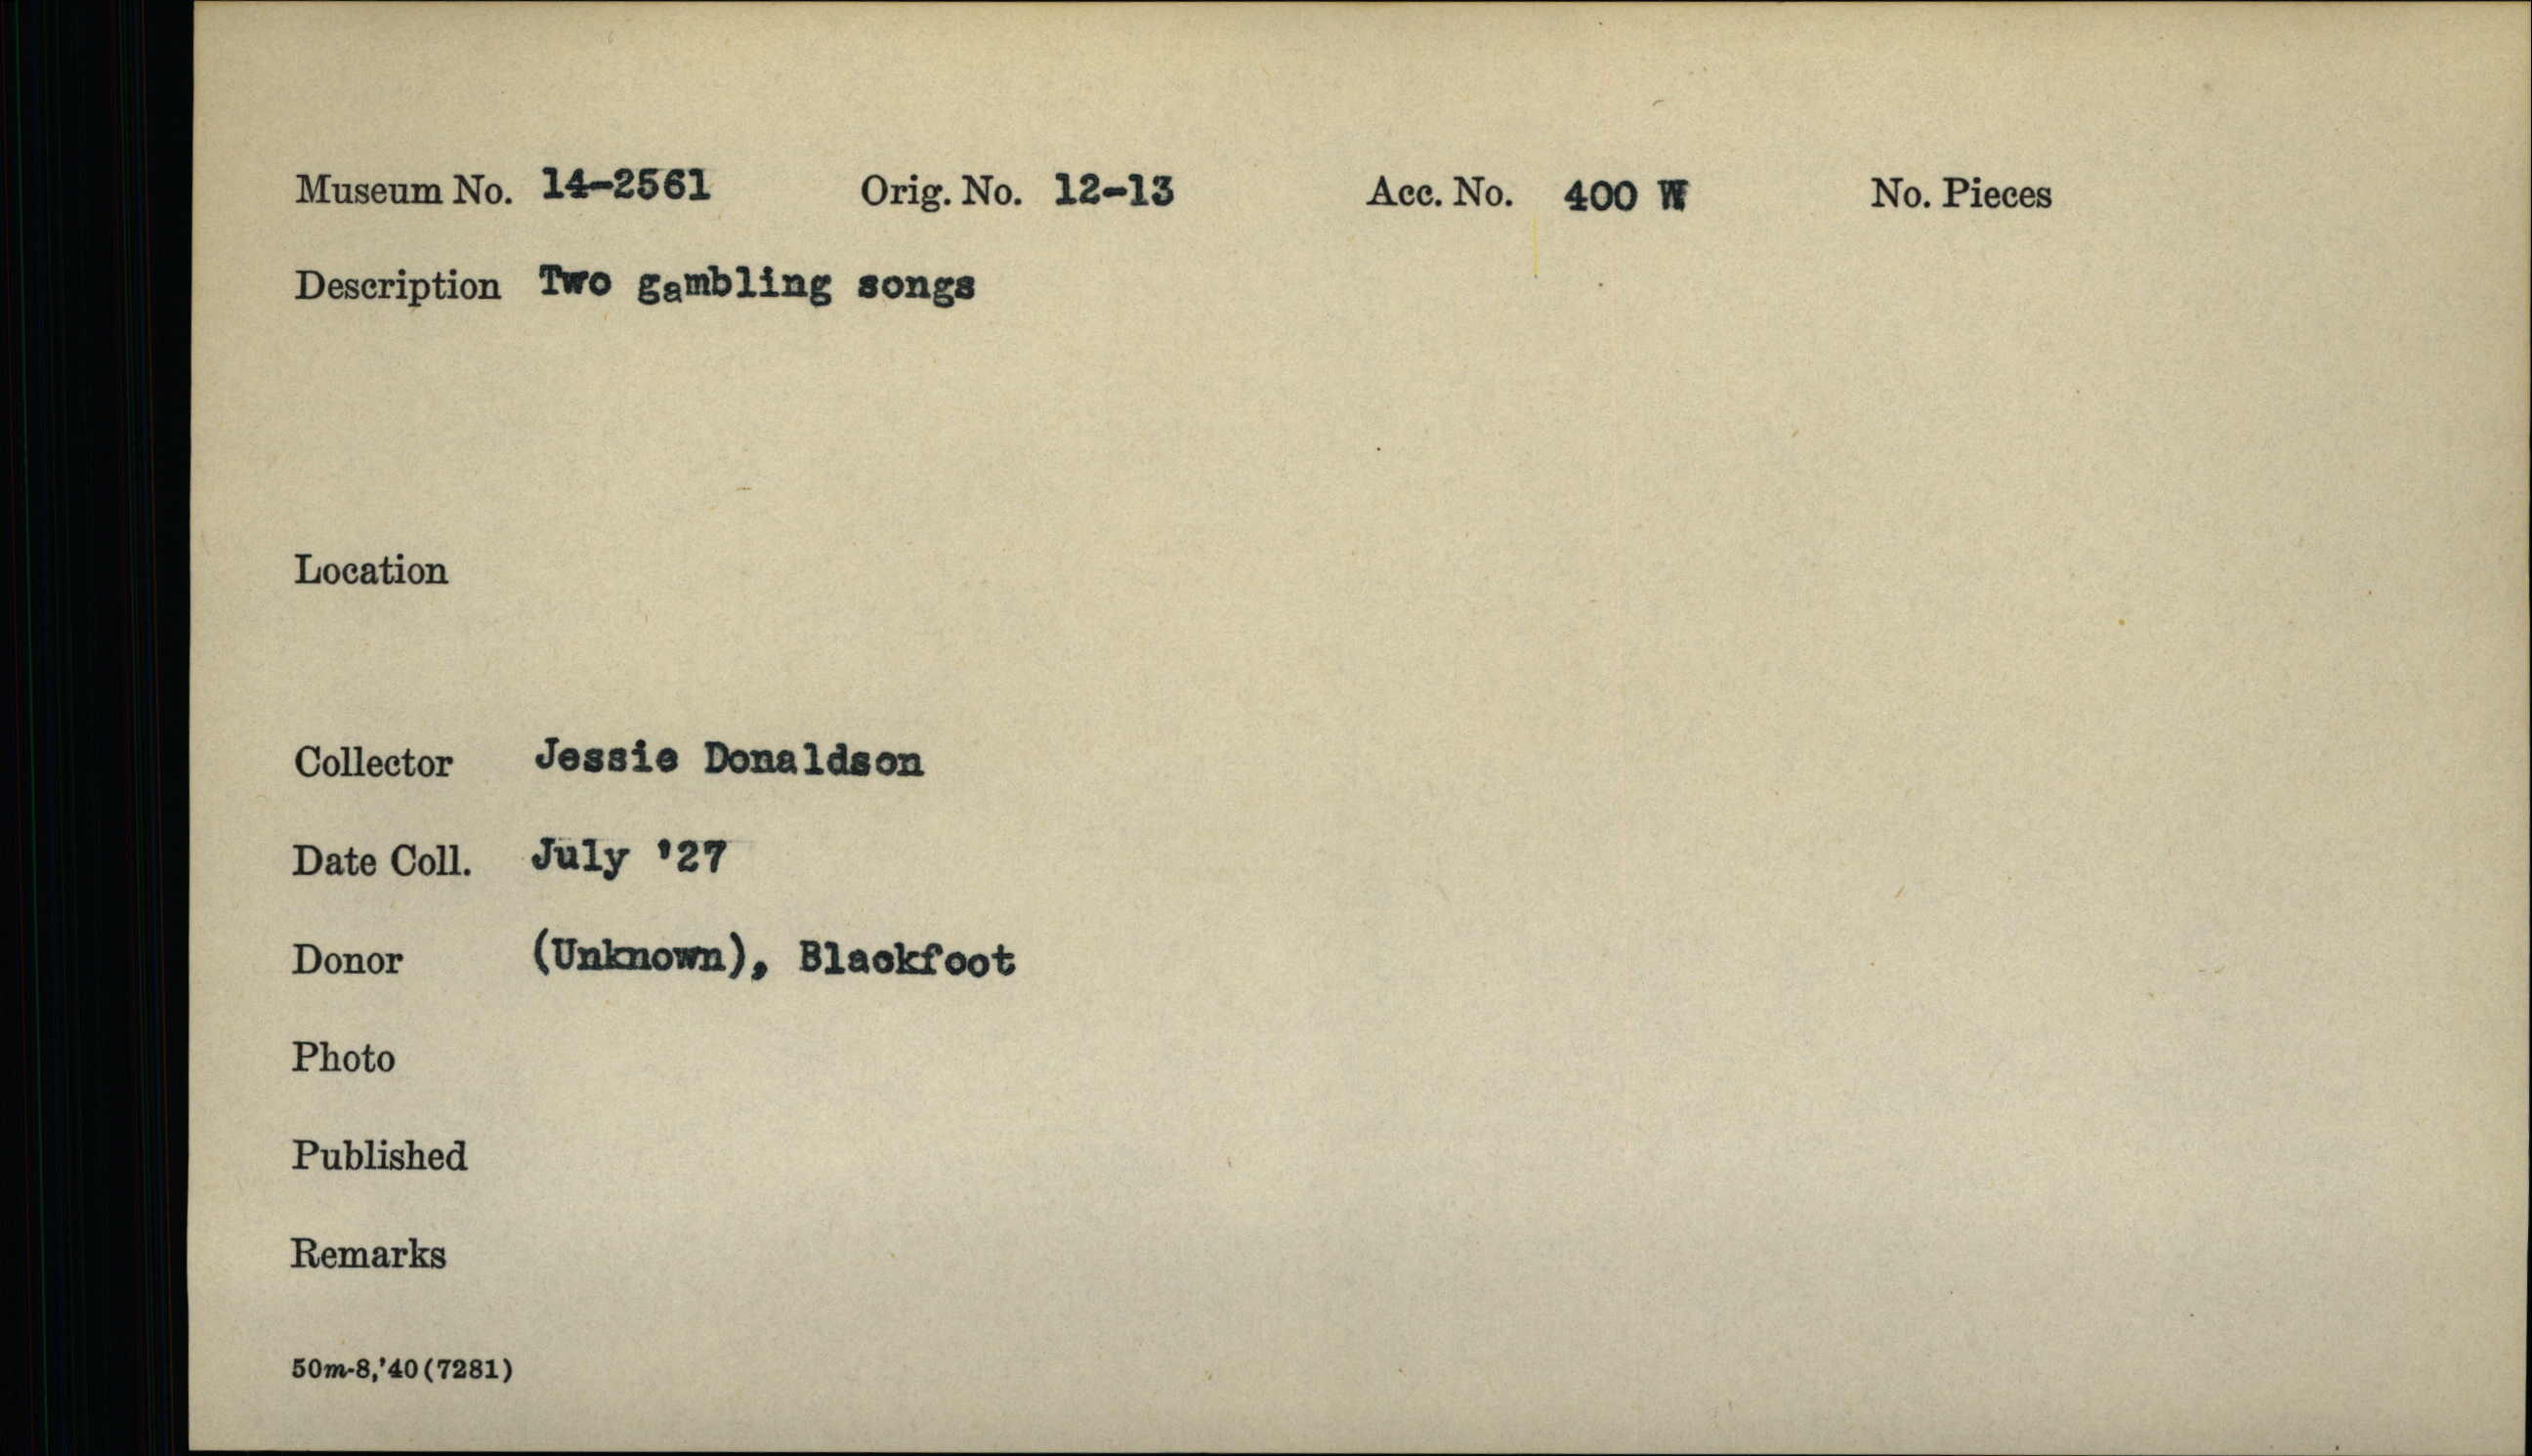 Museum No. 14-2561 Orig. No. 12-13 Acc. No. 400 W No. Pieces
Description Two gambling songs
Location
Collector Jessie Donaldson
Date Coll. July '27
Donor (Unknown), Blackfoot
Photo
Published
Remarks
50m-8,'40(7281)